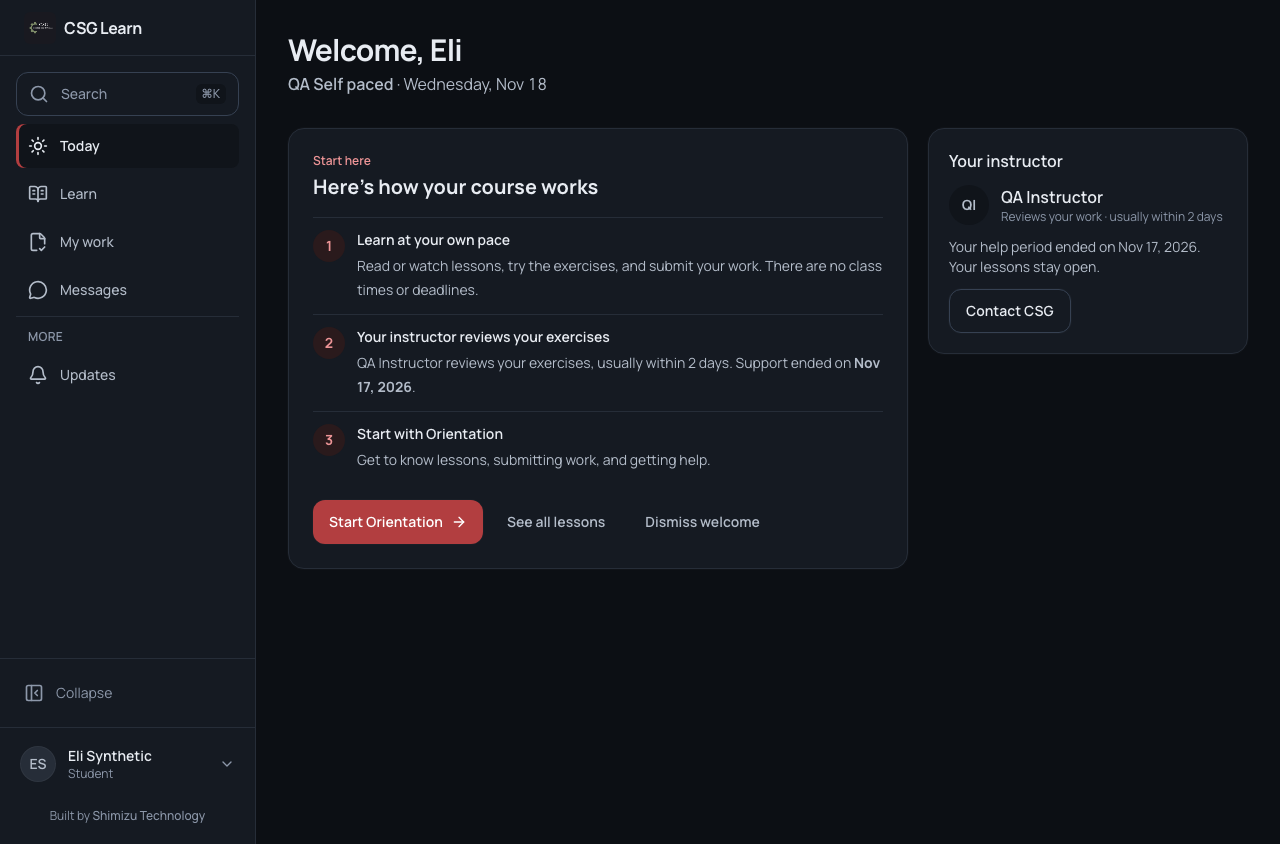 CSG Learn
Search
⌘K
Today
Learn
My work
Messages
MORE
Updates
Collapse
ES
Eli Synthetic
Student
Built by Shimizu Technology
Welcome, Eli
QA Self paced · Wednesday, Nov 18
Start here
Here's how your course works
1
Learn at your own pace
Read or watch lessons, try the exercises, and submit your work. There are no class
times or deadlines.
2
Your instructor reviews your exercises
QA Instructor reviews your exercises, usually within 2 days. Support ended on Nov
17, 2026.
3
Start with Orientation
Get to know lessons, submitting work, and getting help.
Start Orientation →
See all lessons
Dismiss welcome
Your instructor
QI
QA Instructor
Reviews your work · usually within 2 days
Your help period ended on Nov 17, 2026.
Your lessons stay open.
Contact CSG